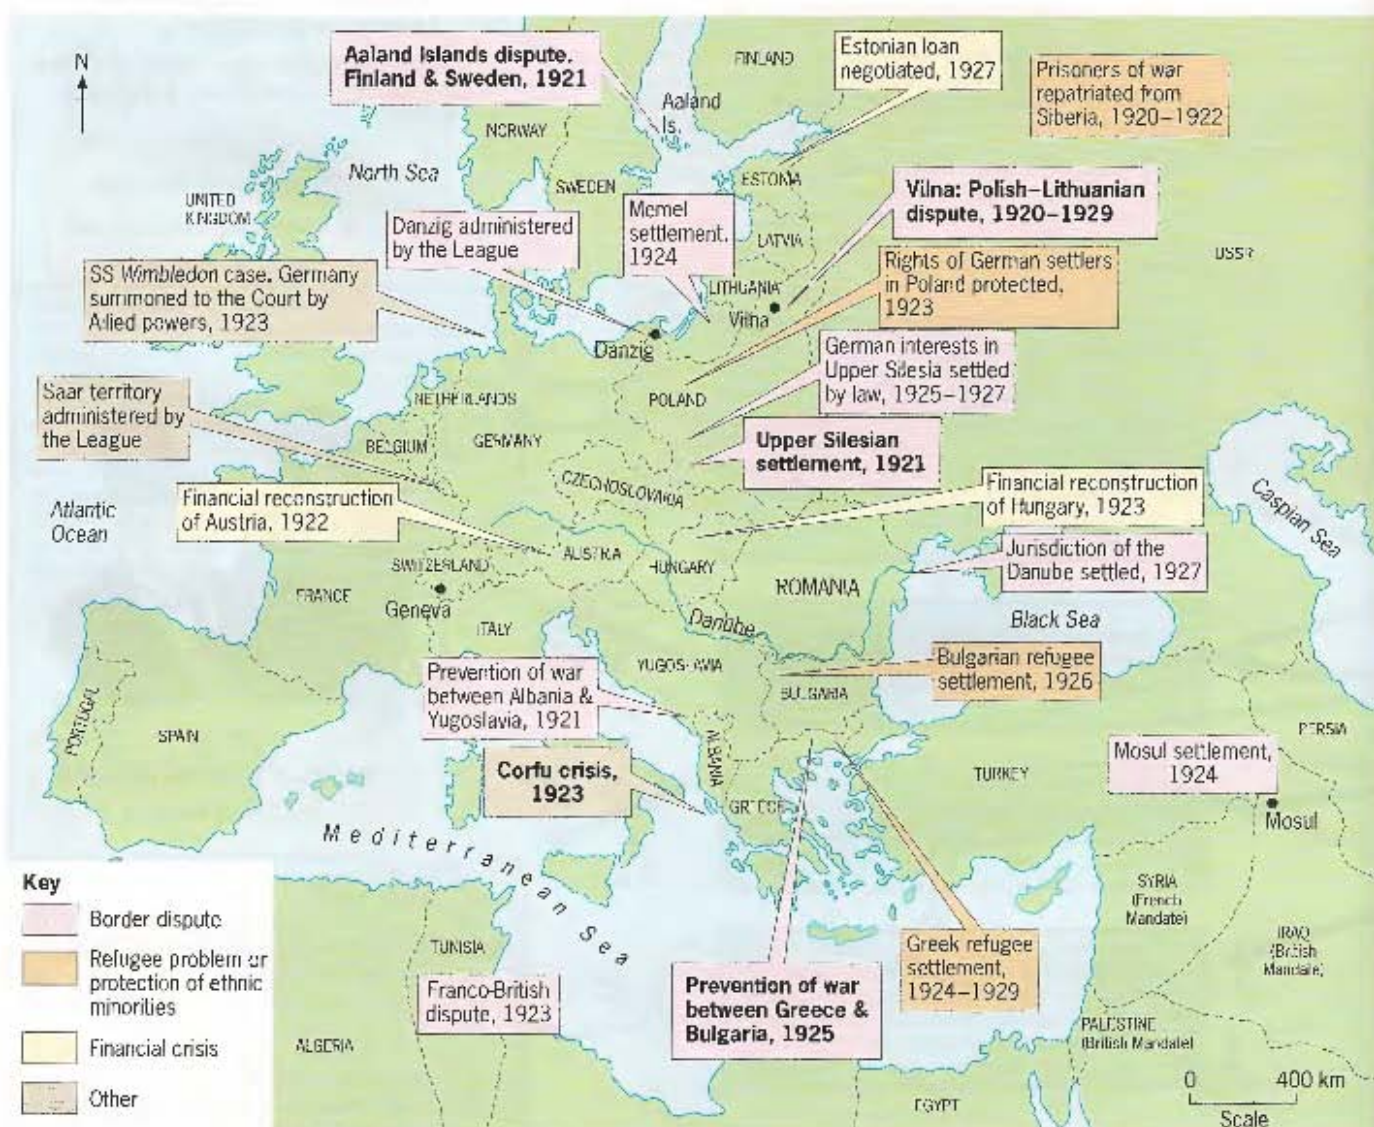 N
Aaland Islands dispute.
Finland & Sweden, 1921
FINLAND
Estonian loan
negotiated, 1927
Prisoners of war
repatriated from
Siberia, 1920–1922
Aaland
Is.
NORWAY
North Sea
SWEDEN
ESTONIA
UNITED
KINGDOM
Danzig administered
by the League
Memel
settlement.
1924
Vilna: Polish–Lithuanian
dispute, 1920–1929
LATVIA
USSR
SS Wimbledon case. Germany
summoned to the Court by
Allied powers, 1923
LITHUANIA
Vilna
Rights of German settlers
in Poland protected,
1923
Danzig
German interests in
Upper Silesia settled
by law, 1925–1927
Saar territory
administered by
the League
NETHERLANDS
POLAND
BELGIUM
GERMANY
Upper Silesian
settlement, 1921
CZECHOSLOVAKIA
Financial reconstruction
of Austria, 1922
Financial reconstruction
of Hungary, 1923
Atlantic
Ocean
Caspian Sea
SWITZERLAND
AUSTRIA
HUNGARY
Jurisdiction of the
Danube settled, 1927
FRANCE
Geneva
ROMANIA
ITALY
Danube
Black Sea
Prevention of war
between Albania &
Yugoslavia, 1921
YUGOSLAVIA
BULGARIA
Bulgarian refugee
settlement, 1926
PORTUGAL
SPAIN
ALBANIA
PERSIA
Corfu crisis,
1923
GREECE
TURKEY
Mosul settlement,
1924
Mosul
Mediterranean Sea
Key
Border dispute
Refugee problem or
protection of ethnic
minorities
Financial crisis
Other
SYRIA
(French
Mandate)
IRAQ
(British
Mandate)
TUNISIA
Franco-British
dispute, 1923
Prevention of war
between Greece &
Bulgaria, 1925
Greek refugee
settlement,
1924–1929
ALGERIA
PALESTINE
(British Mandate)
EGYPT
0 400 km
Scale